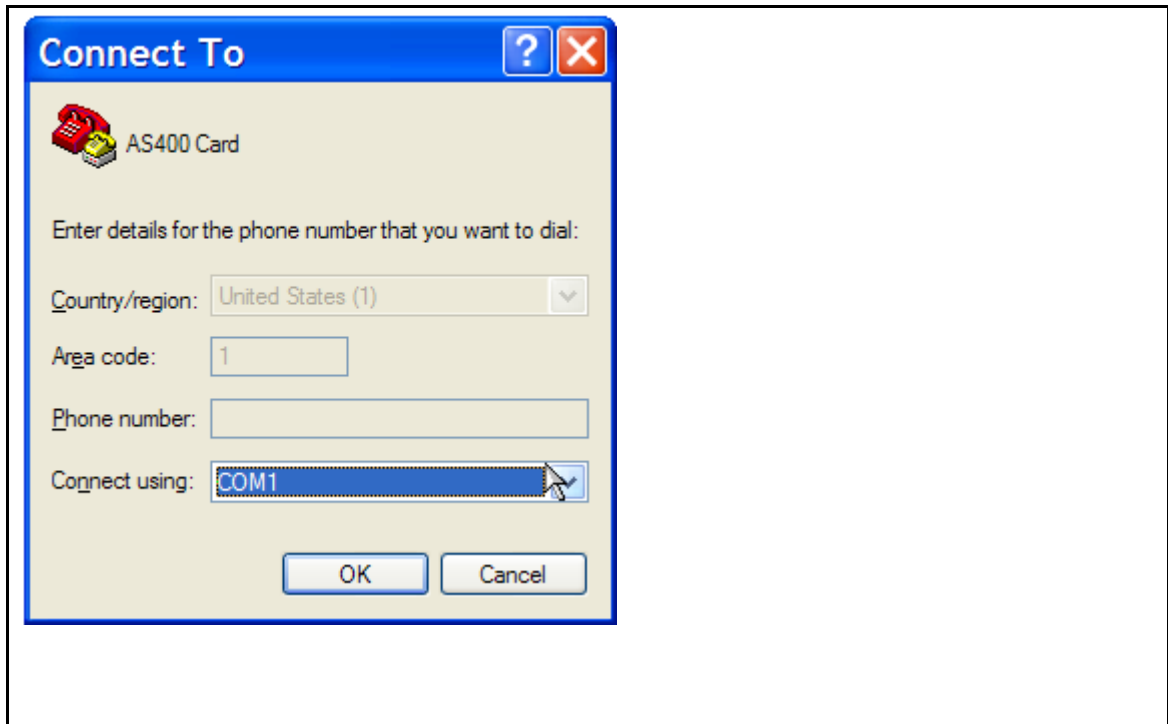 Connect To
?
AS400 Card
Enter details for the phone number that you want to dial:
Country/region: United States (1)
Area code: 1
Phone number:
Connect using: COM1
OK Cancel